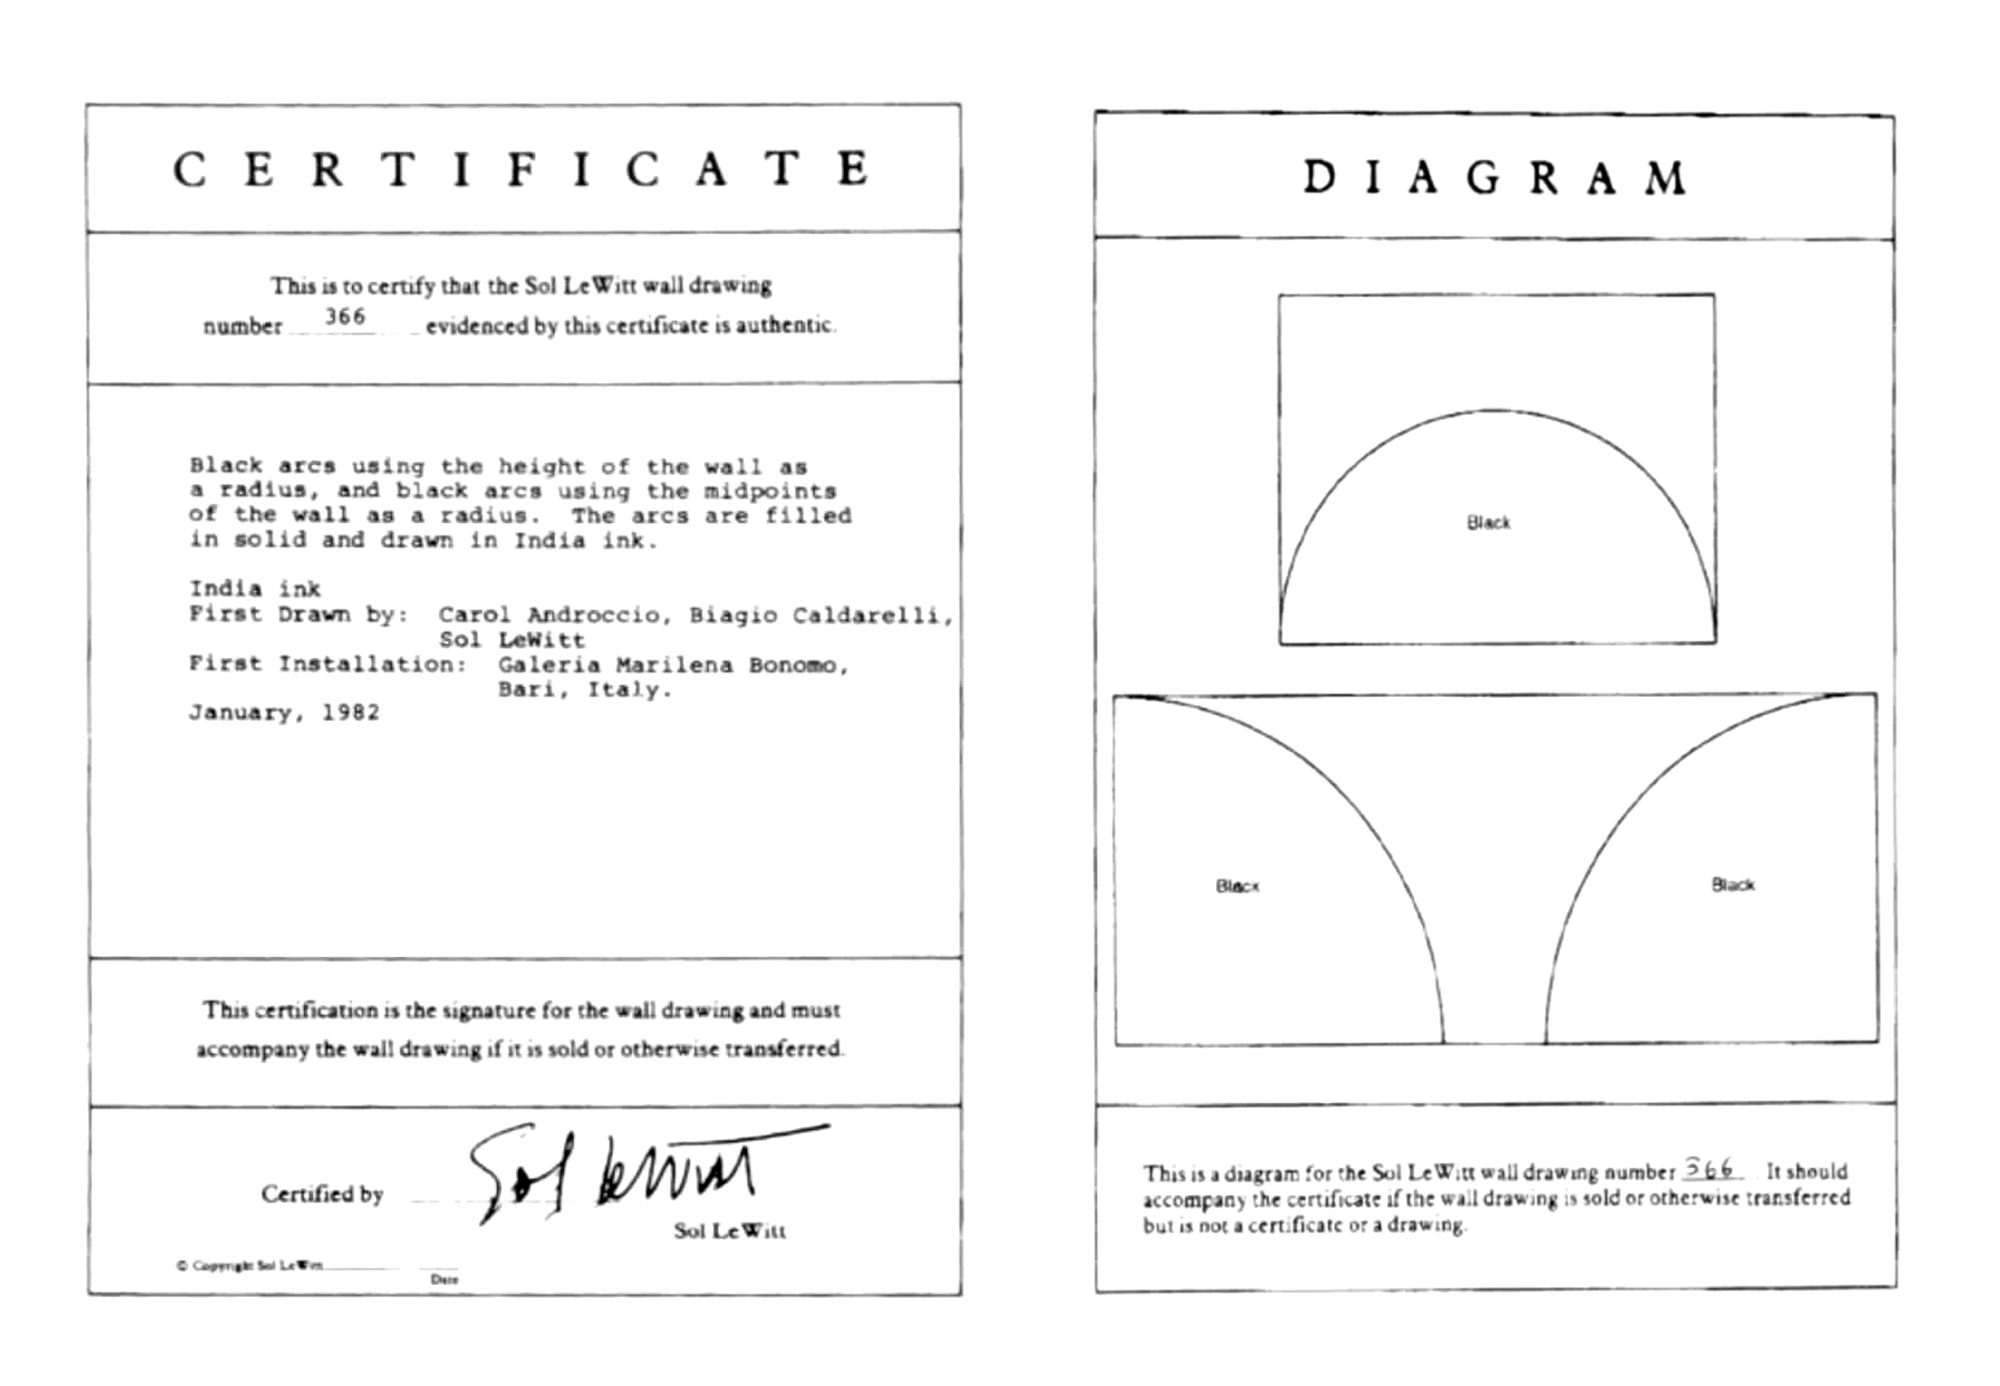 CERTIFICATE
This is to certify that the Sol LeWitt wall drawing
number 366 evidenced by this certificate is authentic.
Black arcs using the height of the wall as
a radius, and black arcs using the midpoints
of the wall as a radius. The arcs are filled
in solid and drawn in India ink.
India ink
First Drawn by: Carol Androccio, Biagio Caldarelli,
Sol LeWitt
First Installation: Galeria Marilena Bonomo,
Bari, Italy.
January, 1982
This certification is the signature for the wall drawing and must
accompany the wall drawing if it is sold or otherwise transferred.
Certified by Sol LeWitt
Sol LeWitt
© Copyright Sol LeWitt
Date
DIAGRAM
Black
Black
Black
This is a diagram for the Sol LeWitt wall drawing number 366. It should
accompany the certificate if the wall drawing is sold or otherwise transferred
but is not a certificate or a drawing.